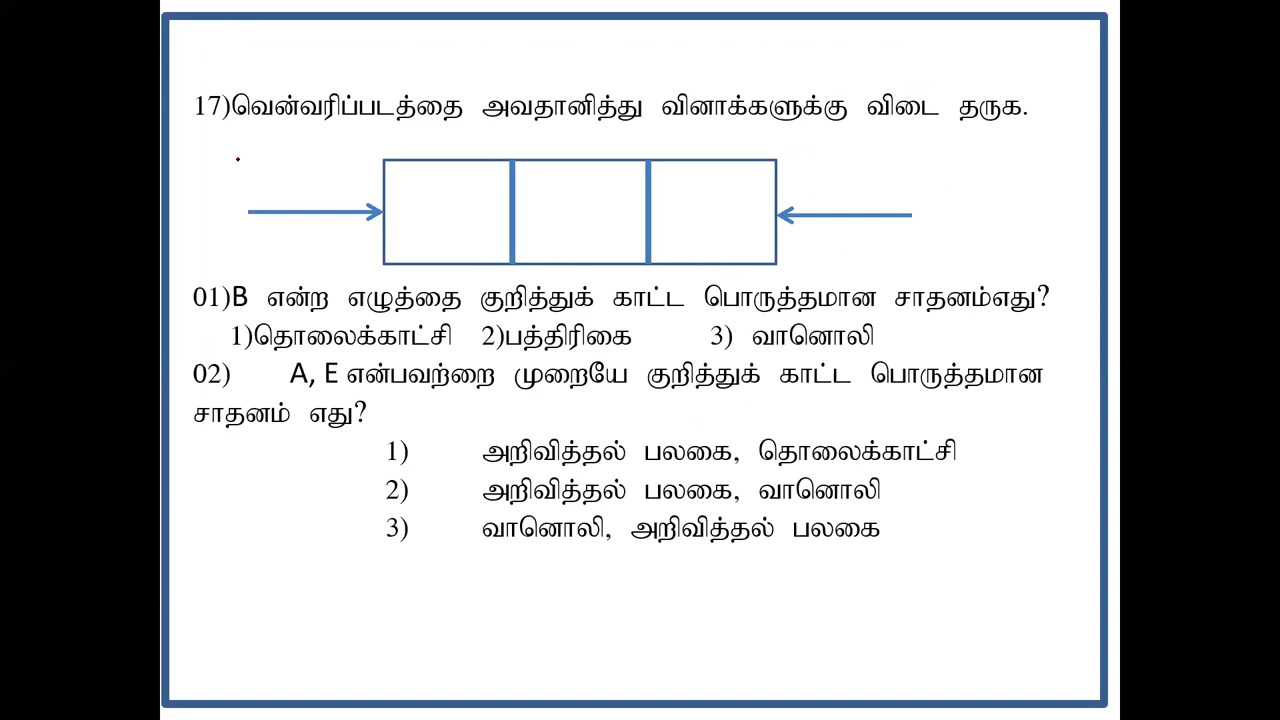 17)வென்வரிப்படத்தை அவதானித்து வினாக்களுக்கு விடை தருக.
01)B என்ற எழுத்தை குறித்துக் காட்ட பொருத்தமான சாதனம்எது?
1)தொலைக்காட்சி 2)பத்திரிகை 3) வானொலி
02) A, E என்பவற்றை முறையே குறித்துக் காட்ட பொருத்தமான
சாதனம் எது?
1) அறிவித்தல் பலகை, தொலைக்காட்சி
2) அறிவித்தல் பலகை, வானொலி
3) வானொலி, அறிவித்தல் பலகை